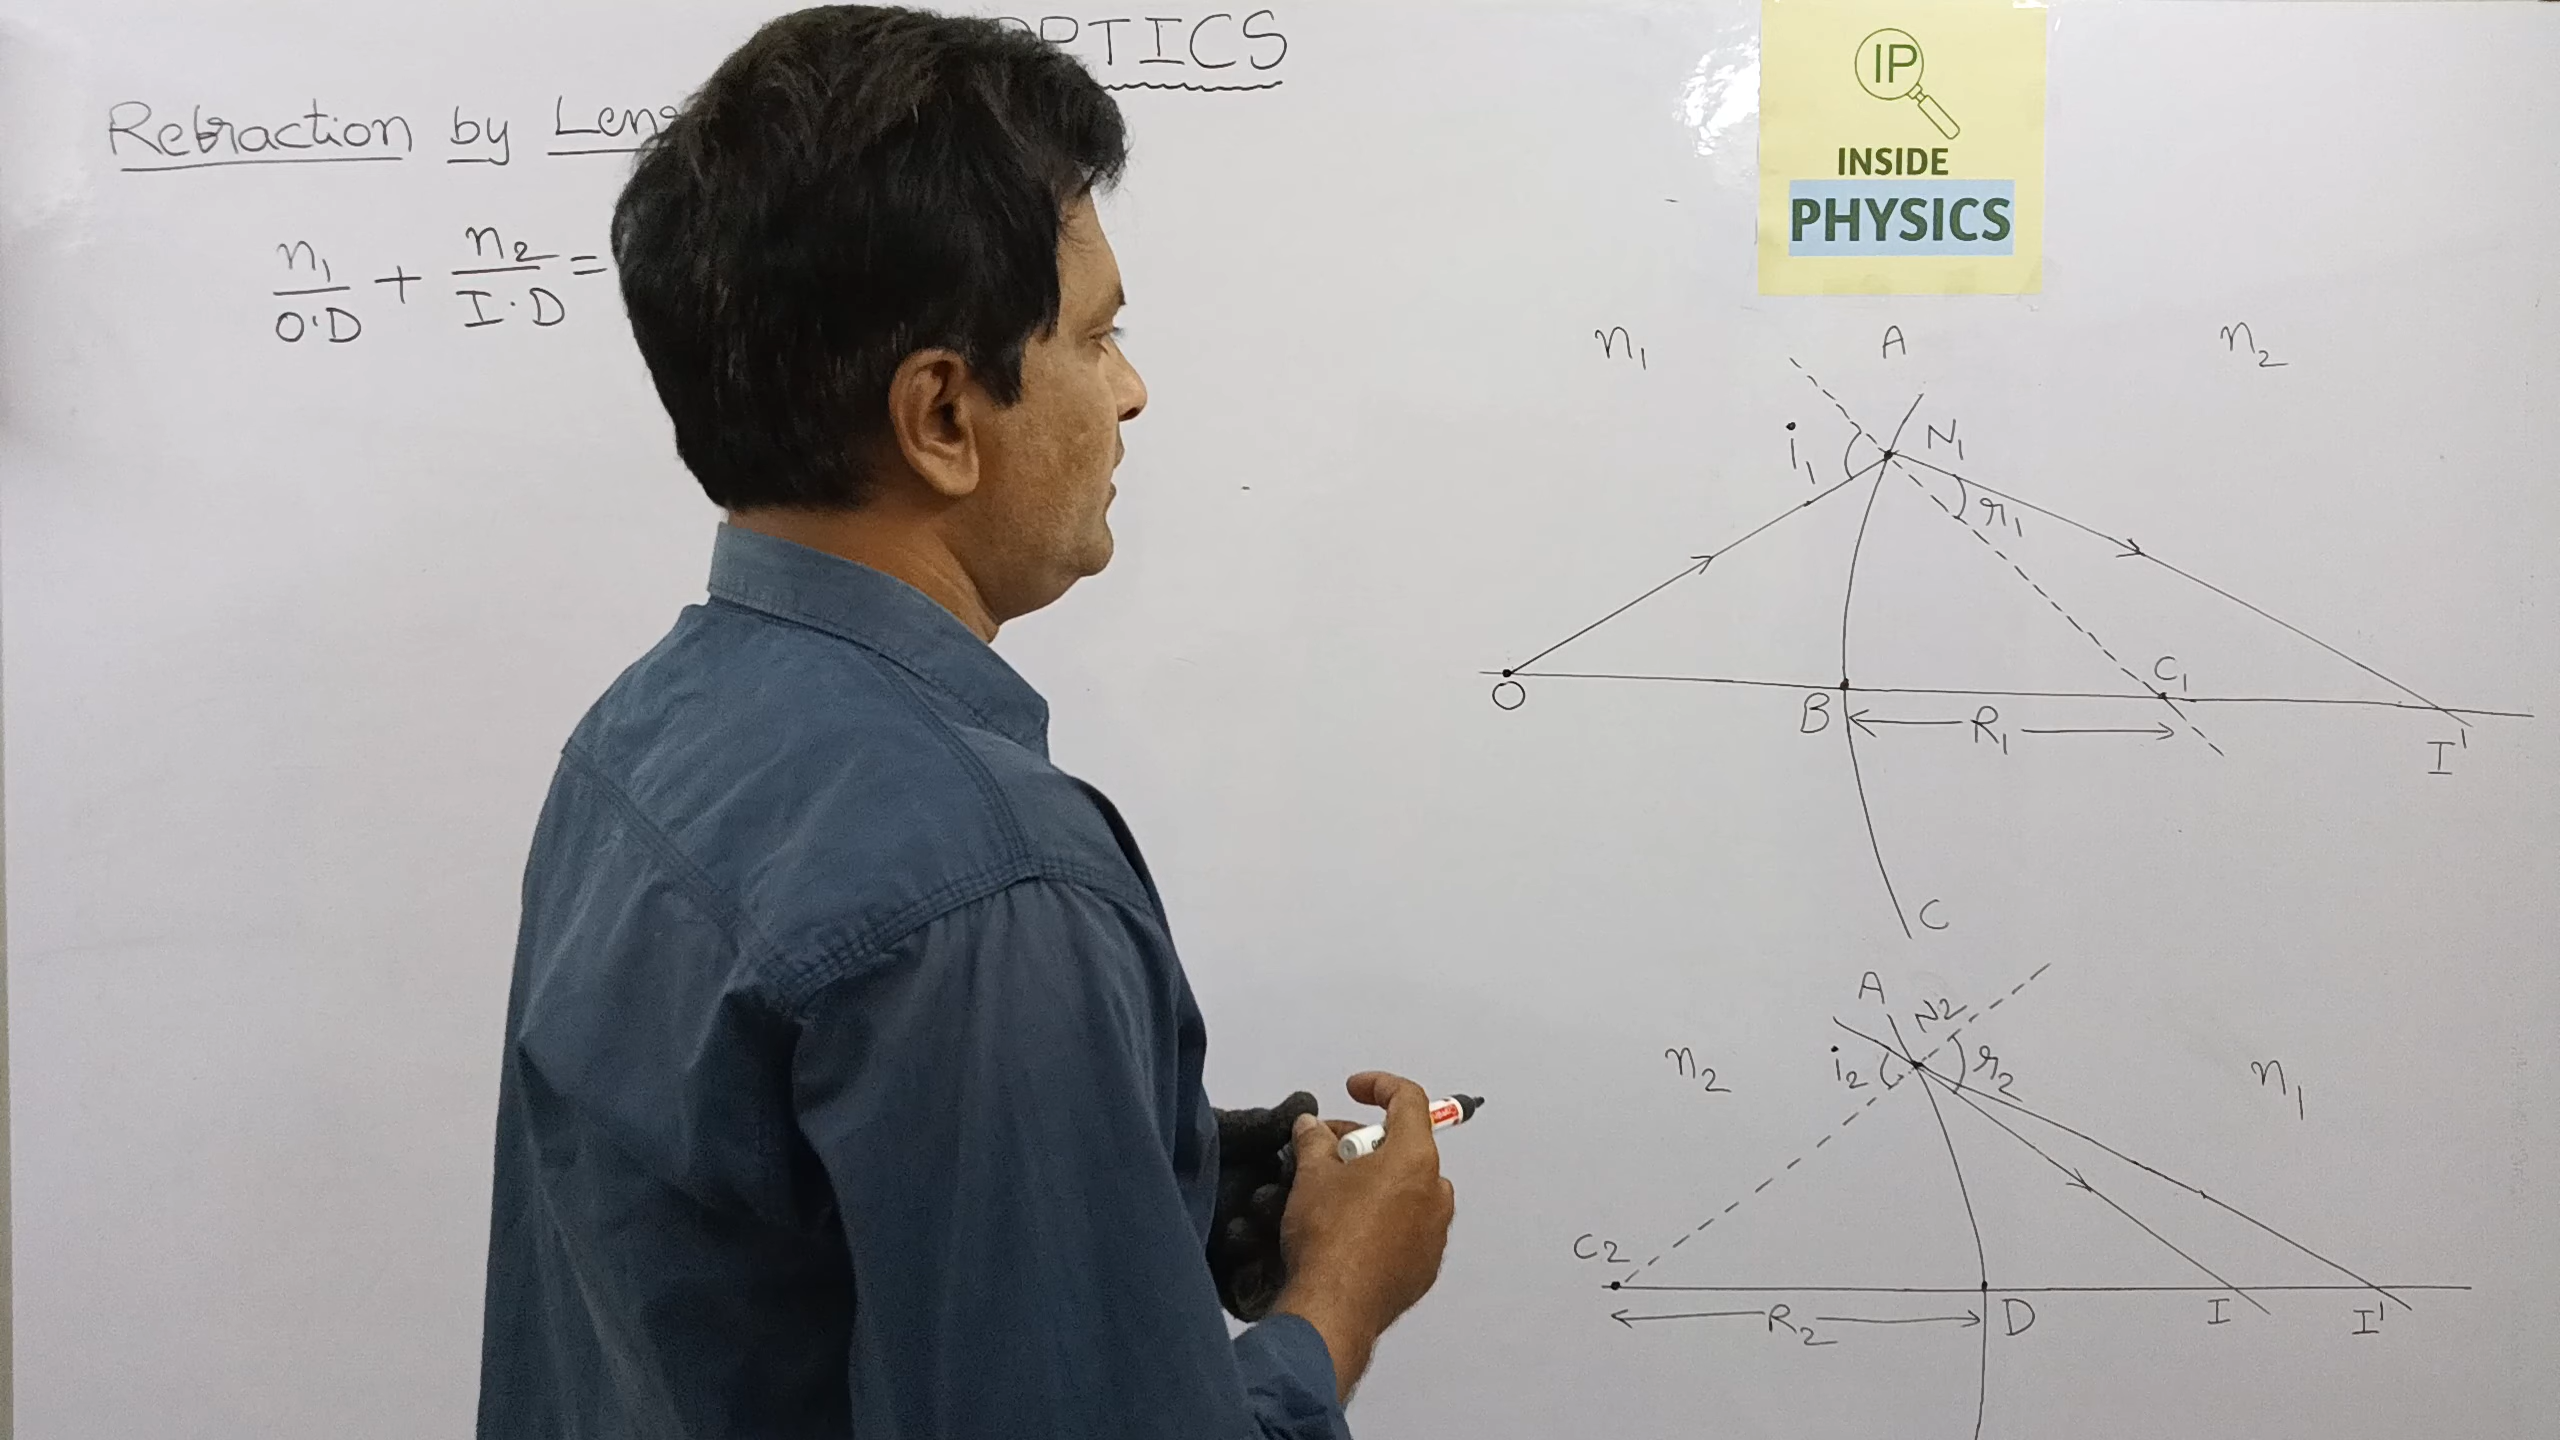 OPTICS
Refraction by Lens
n₁/O.D + n₂/I.D =
IP
INSIDE
PHYSICS
n₁ A n₂
i₁ N₁
r₁
O B R₁ C₁ I'
C
A N₂
n₂ i₂ r₂ n₁
C₂
R₂ D I I'